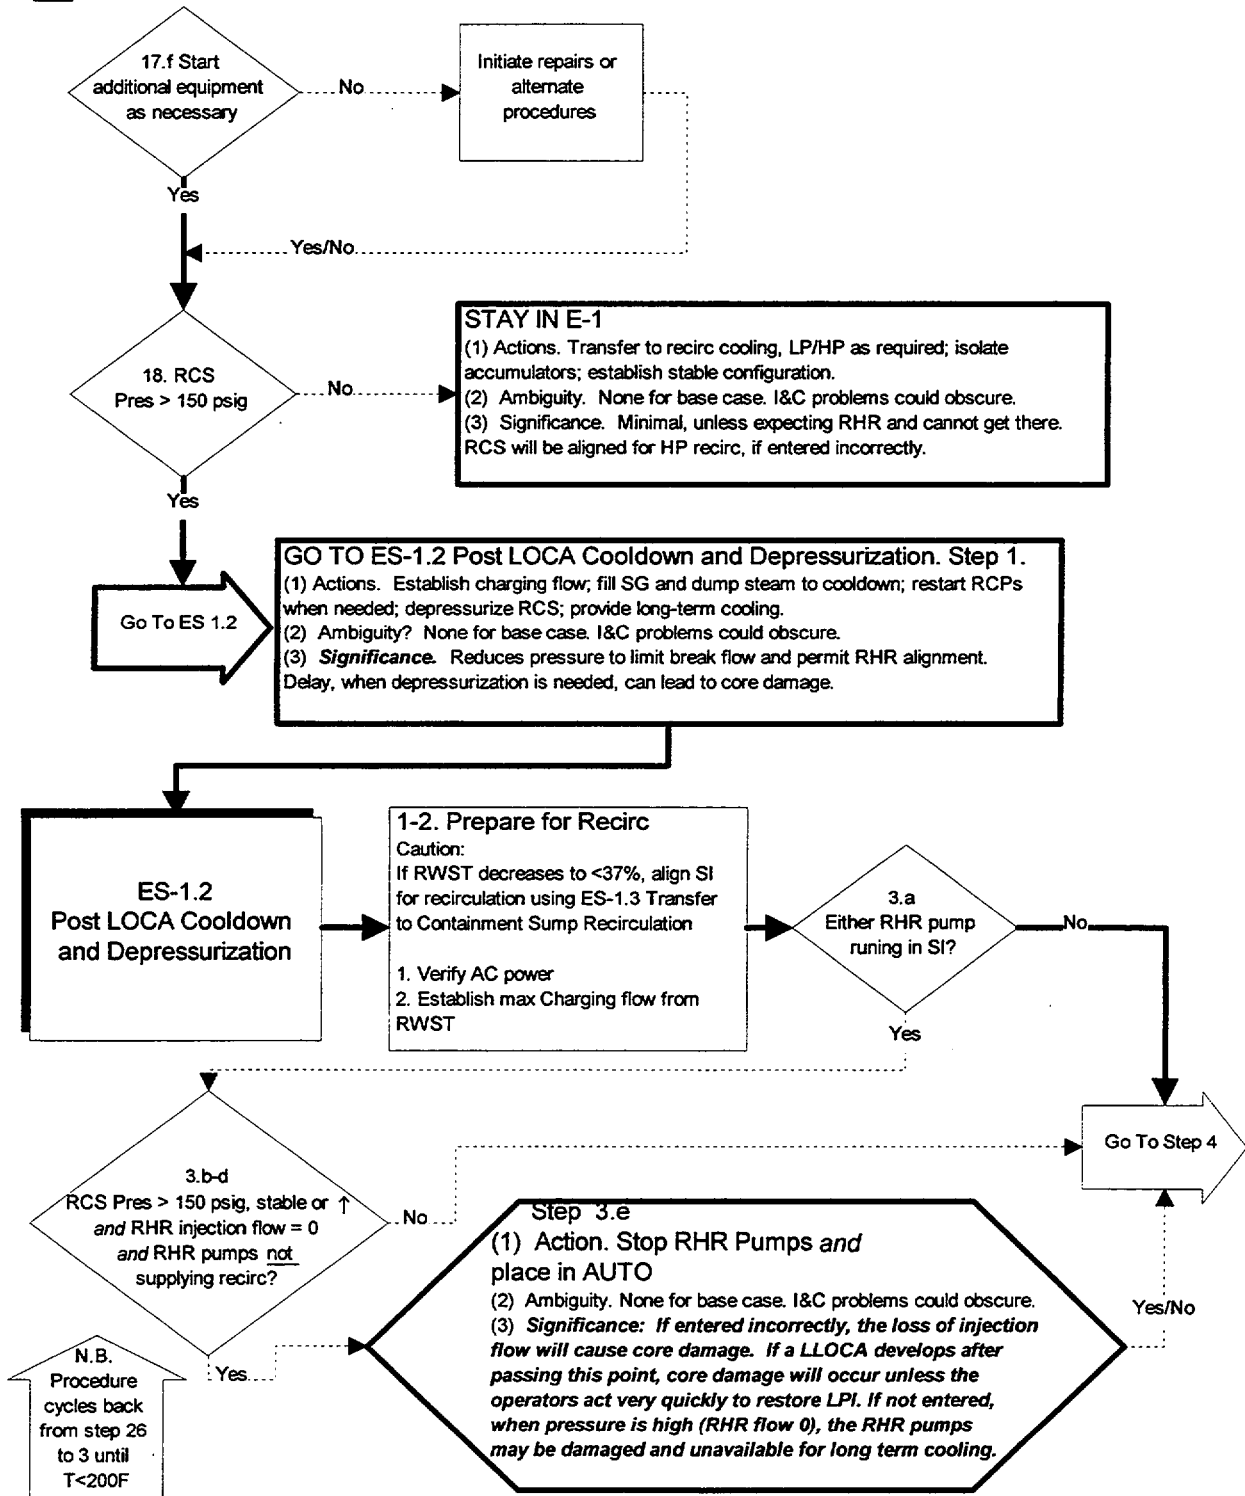 17.f Start
additional equipment
as necessary
No
Initiate repairs or
alternate
procedures
Yes
Yes/No
18. RCS
Pres > 150 psig
No
STAY IN E-1
(1) Actions. Transfer to recirc cooling, LP/HP as required; isolate
accumulators; establish stable configuration.
(2) Ambiguity. None for base case. I&C problems could obscure.
(3) Significance. Minimal, unless expecting RHR and cannot get there.
RCS will be aligned for HP recirc, if entered incorrectly.
Yes
Go To ES 1.2
GO TO ES-1.2 Post LOCA Cooldown and Depressurization. Step 1.
(1) Actions. Establish charging flow; fill SG and dump steam to cooldown; restart RCPs
when needed; depressurize RCS; provide long-term cooling.
(2) Ambiguity? None for base case. I&C problems could obscure.
(3) Significance. Reduces pressure to limit break flow and permit RHR alignment.
Delay, when depressurization is needed, can lead to core damage.
ES-1.2
Post LOCA Cooldown
and Depressurization
1-2. Prepare for Recirc
Caution:
If RWST decreases to <37%, align SI
for recirculation using ES-1.3 Transfer
to Containment Sump Recirculation
1. Verify AC power
2. Establish max Charging flow from
RWST
3.a
Either RHR pump
runing in SI?
No
Yes
Go To Step 4
3.b-d
RCS Pres > 150 psig, stable or ↑
and RHR injection flow = 0
and RHR pumps not
supplying recirc?
No
Yes
Step 3.e
(1) Action. Stop RHR Pumps and
place in AUTO
(2) Ambiguity. None for base case. I&C problems could obscure.
(3) Significance: If entered incorrectly, the loss of injection
flow will cause core damage. If a LLOCA develops after
passing this point, core damage will occur unless the
operators act very quickly to restore LPI. If not entered,
when pressure is high (RHR flow 0), the RHR pumps
may be damaged and unavailable for long term cooling.
Yes/No
N.B.
Procedure
cycles back
from step 26
to 3 until
T<200F